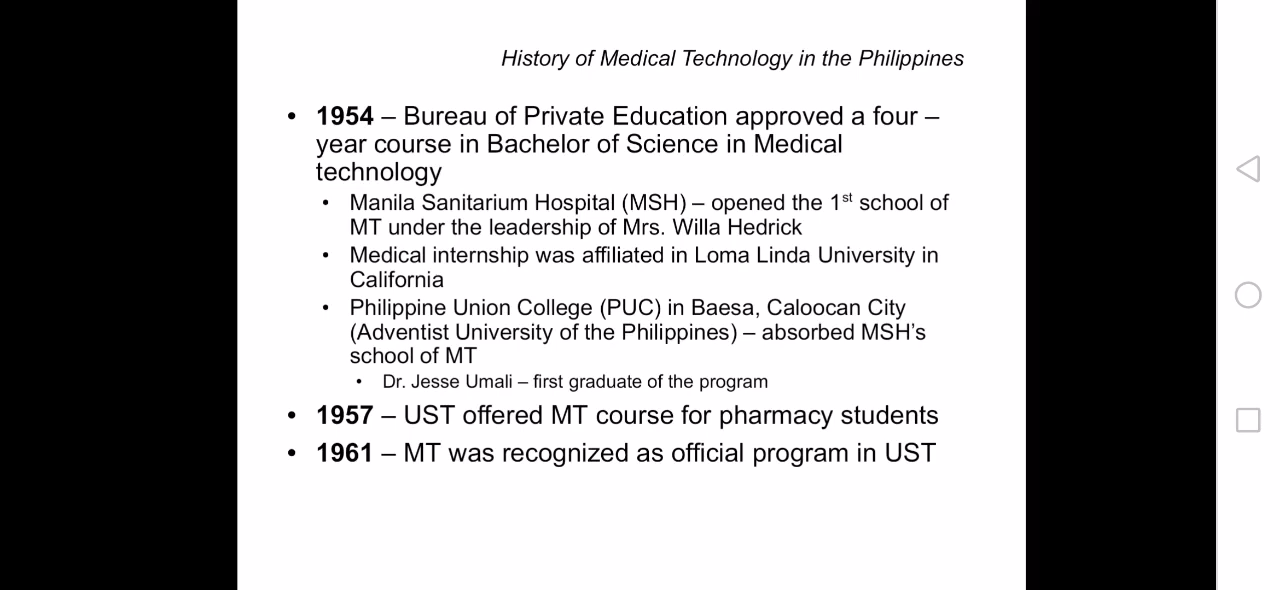 History of Medical Technology in the Philippines
• 1954 – Bureau of Private Education approved a four –
year course in Bachelor of Science in Medical
technology
• Manila Sanitarium Hospital (MSH) – opened the 1st school of
MT under the leadership of Mrs. Willa Hedrick
• Medical internship was affiliated in Loma Linda University in
California
• Philippine Union College (PUC) in Baesa, Caloocan City
(Adventist University of the Philippines) – absorbed MSH’s
school of MT
• Dr. Jesse Umali – first graduate of the program
• 1957 – UST offered MT course for pharmacy students
• 1961 – MT was recognized as official program in UST